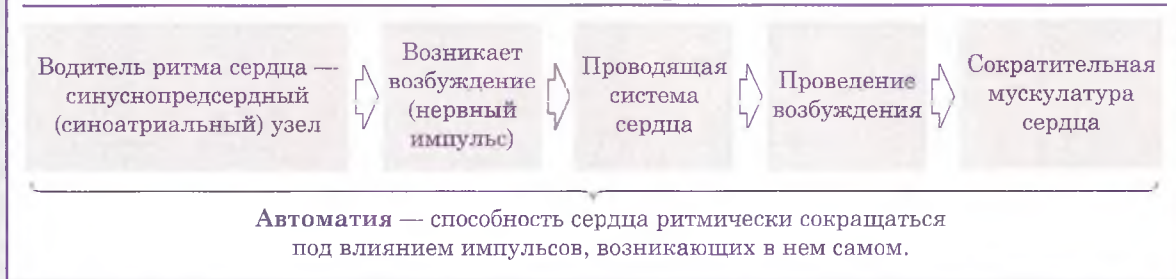 Водитель ритма сердца —
синуснопредсердный
(синоатриальный) узел
Возникает
возбуждение
(нервный
импульс)
Проводящая
система
сердца
Проведение
возбуждения
Сократительная
мускулатура
сердца
Автоматия — способность сердца ритмически сокращаться
под влиянием импульсов, возникающих в нем самом.